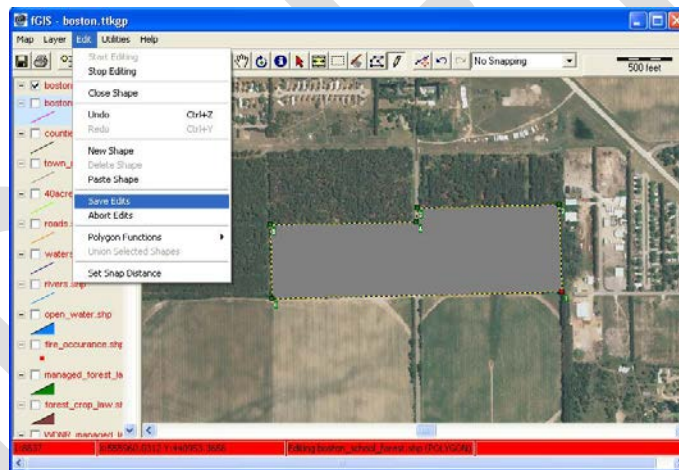 fGIS - boston.ttkgp
Map Layer Edit Utilities Help
No Snapping
500 feet
Start Editing
Stop Editing
Close Shape
Undo Ctrl+Z
Redo Ctrl+Y
New Shape
Delete Shape
Paste Shape
Save Edits
Abort Edits
Polygon Functions
Union Selected Shapes
Set Snap Distance
boston
boston
counties
town_
40acre
roads.
waters
rivers.shp
open_water.shp
fire_occurance.shp
managed_forest_la
forest_crop_law.sh
WDNR_managed_l
Editing boston_school_forest.shp (POLYGON)